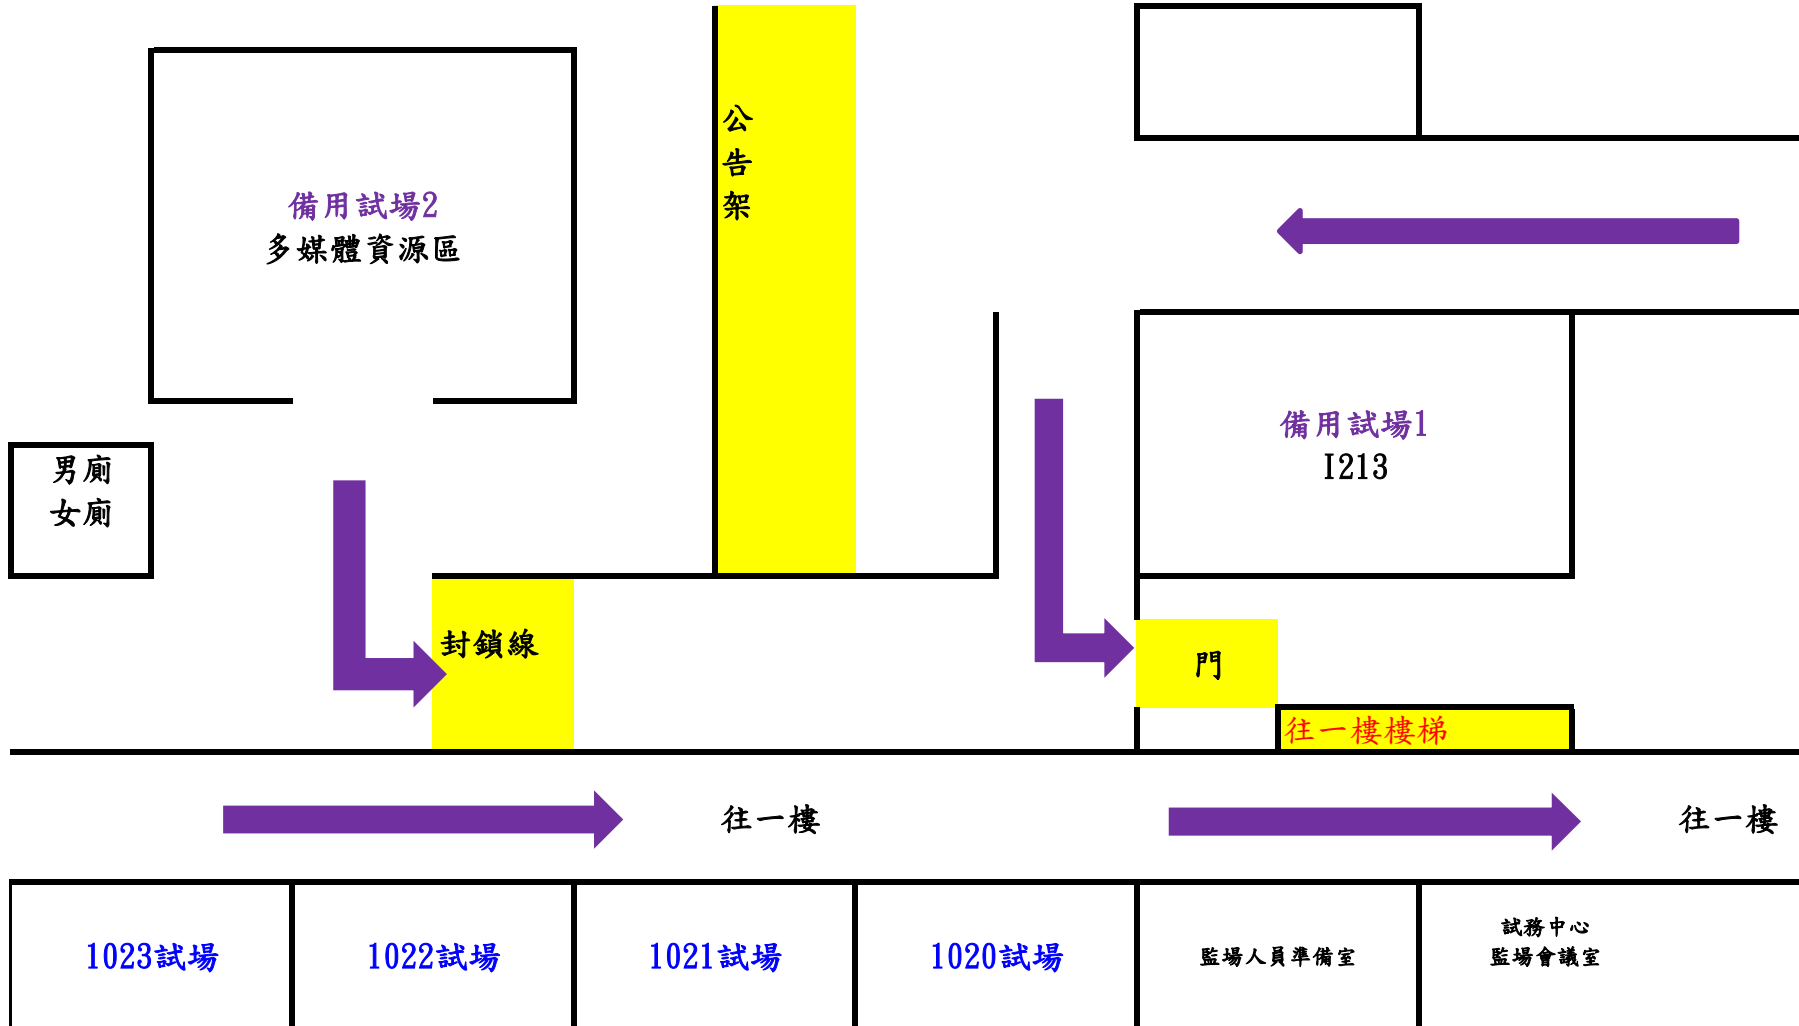 公
告
架
備用試場2
多媒體資源區
備用試場1
I213
男廁
女廁
封鎖線
門
往一樓樓梯
往一樓
往一樓
1023試場
1022試場
1021試場
1020試場
監場人員準備室
試務中心
監場會議室